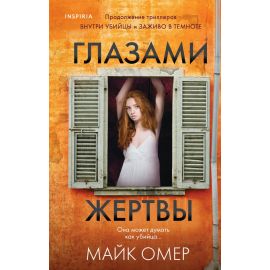 INSPIRIA
Продолжение триллеров
ВНУТРИ УБИЙЦЫ и ЗАЖИВО В ТЕМНОТЕ
ГЛАЗАМИ
ЖЕРТВЫ
Она может думать
как убийца...
МАЙК ОМЕР